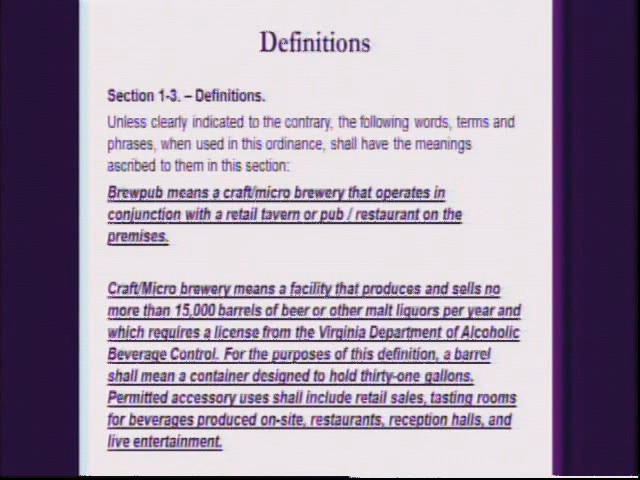 Definitions
Section 1-3. – Definitions.
Unless clearly indicated to the contrary, the following words, terms and
phrases, when used in this ordinance, shall have the meanings
ascribed to them in this section:
Brewpub means a craft/micro brewery that operates in
conjunction with a retail tavern or pub / restaurant on the
premises.
Craft/Micro brewery means a facility that produces and sells no
more than 15,000 barrels of beer or other malt liquors per year and
which requires a license from the Virginia Department of Alcoholic
Beverage Control. For the purposes of this definition, a barrel
shall mean a container designed to hold thirty-one gallons.
Permitted accessory uses shall include retail sales, tasting rooms
for beverages produced on-site, restaurants, reception halls, and
live entertainment.